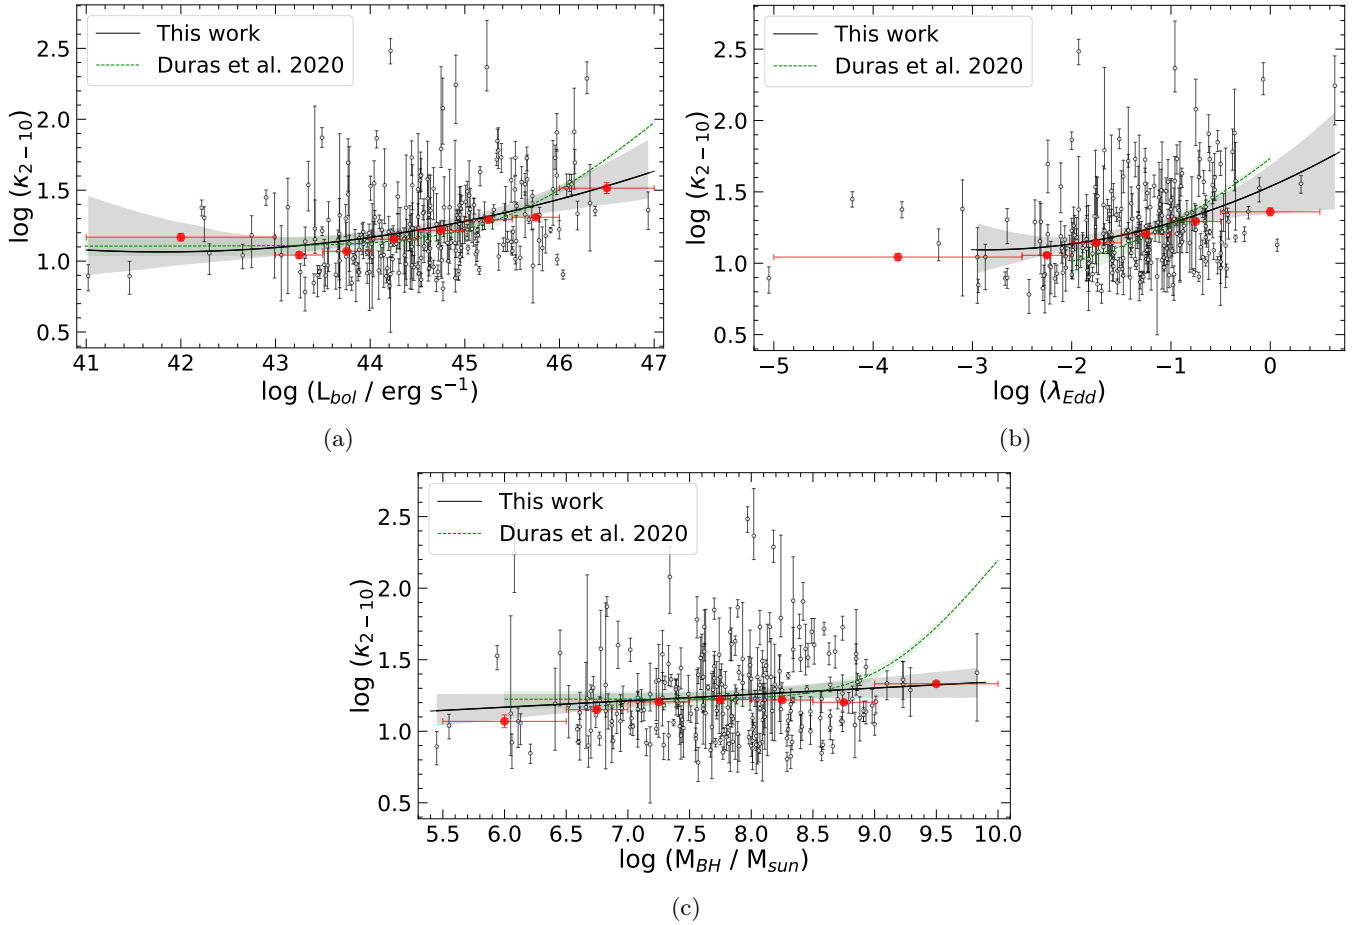 This work
Duras et al. 2020
log (κ2 − 10)
2.5
2.0
1.5
1.0
0.5
41 42 43 44 45 46 47
log (Lbol / erg s−1)
(a)
This work
Duras et al. 2020
log (κ2 − 10)
2.5
2.0
1.5
1.0
0.5
−5 −4 −3 −2 −1 0
log (λEdd)
(b)
This work
Duras et al. 2020
log (κ2 − 10)
2.5
2.0
1.5
1.0
0.5
5.5 6.0 6.5 7.0 7.5 8.0 8.5 9.0 9.5 10.0
log (MBH / Msun)
(c)